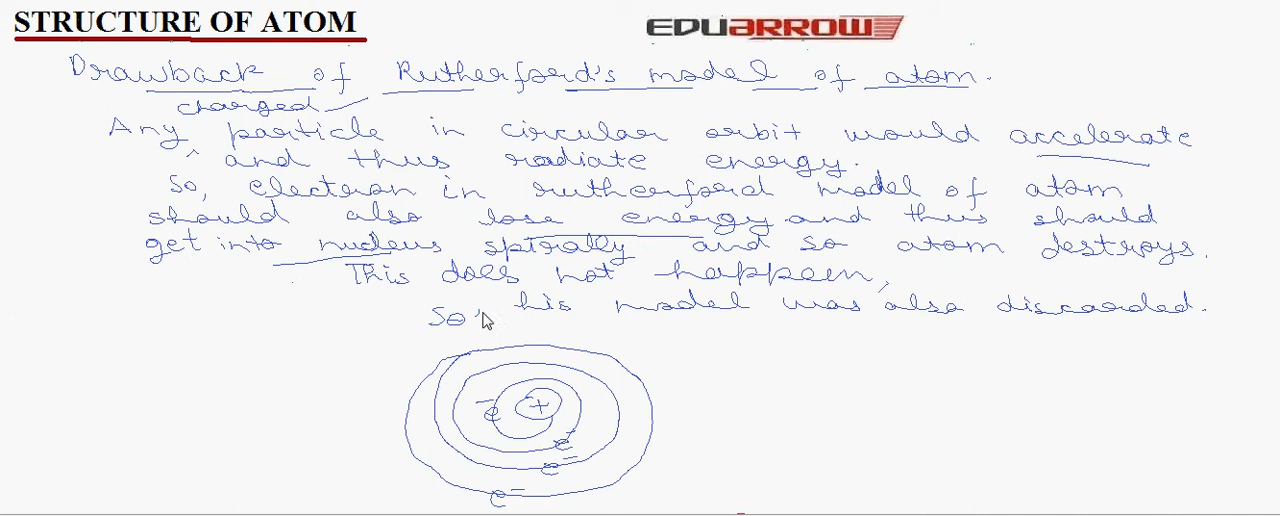 STRUCTURE OF ATOM
EDUARROW
Drawback of Rutherford's model of atom.
charged
Any particle in circular orbit would accelerate
^ and thus radiate energy.
So, electron in rutherford model of atom
should also lose energy and thus should
get into nucleus spirally and so atom destroys.
This does not happen,
So, his model was also discarded.
e⁻ +
e⁻
e⁻
e⁻